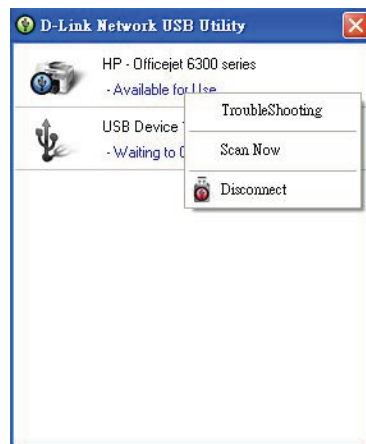 D-Link Network USB Utility
HP - Officejet 6300 series
- Available for Use
TroubleShooting
USB Device
- Waiting to
Scan Now
Disconnect